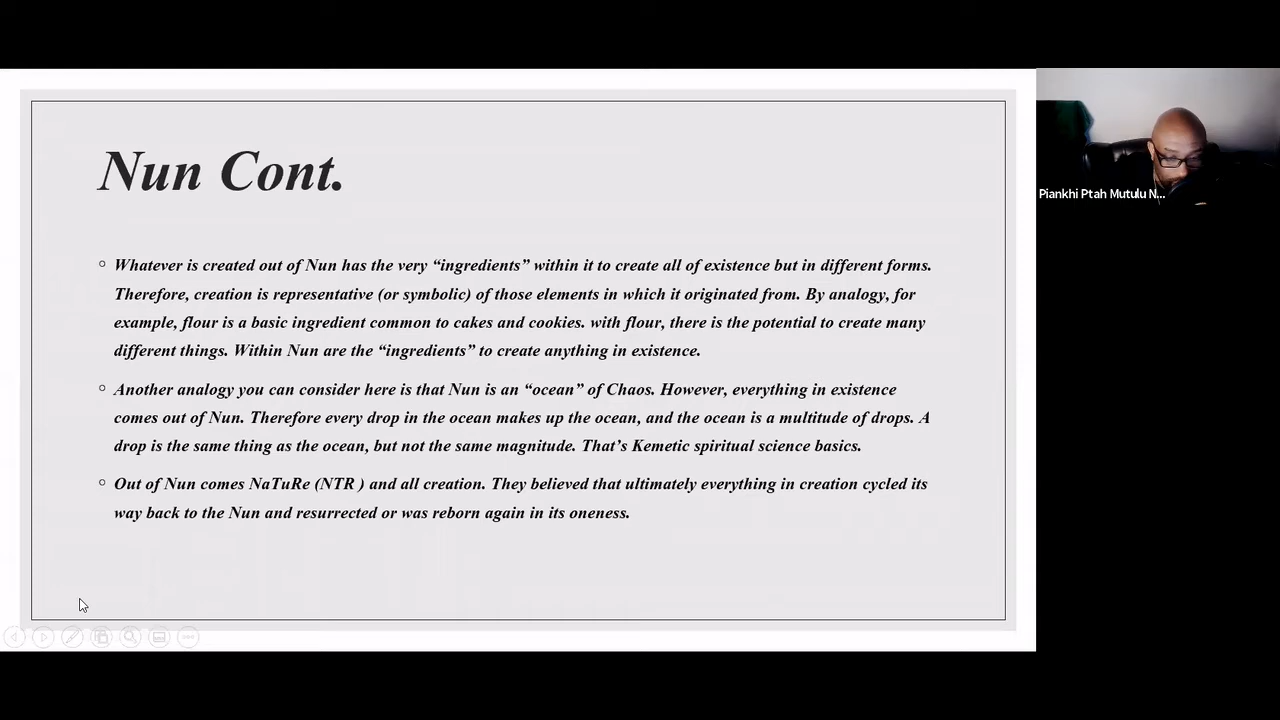 Nun Cont.
Whatever is created out of Nun has the very “ingredients” within it to create all of existence but in different forms.
Therefore, creation is representative (or symbolic) of those elements in which it originated from. By analogy, for
example, flour is a basic ingredient common to cakes and cookies. with flour, there is the potential to create many
different things. Within Nun are the “ingredients” to create anything in existence.
Another analogy you can consider here is that Nun is an “ocean” of Chaos. However, everything in existence
comes out of Nun. Therefore every drop in the ocean makes up the ocean, and the ocean is a multitude of drops. A
drop is the same thing as the ocean, but not the same magnitude. That’s Kemetic spiritual science basics.
Out of Nun comes NaTuRe (NTR ) and all creation. They believed that ultimately everything in creation cycled its
way back to the Nun and resurrected or was reborn again in its oneness.
Piankhi Ptah Mutulu N...